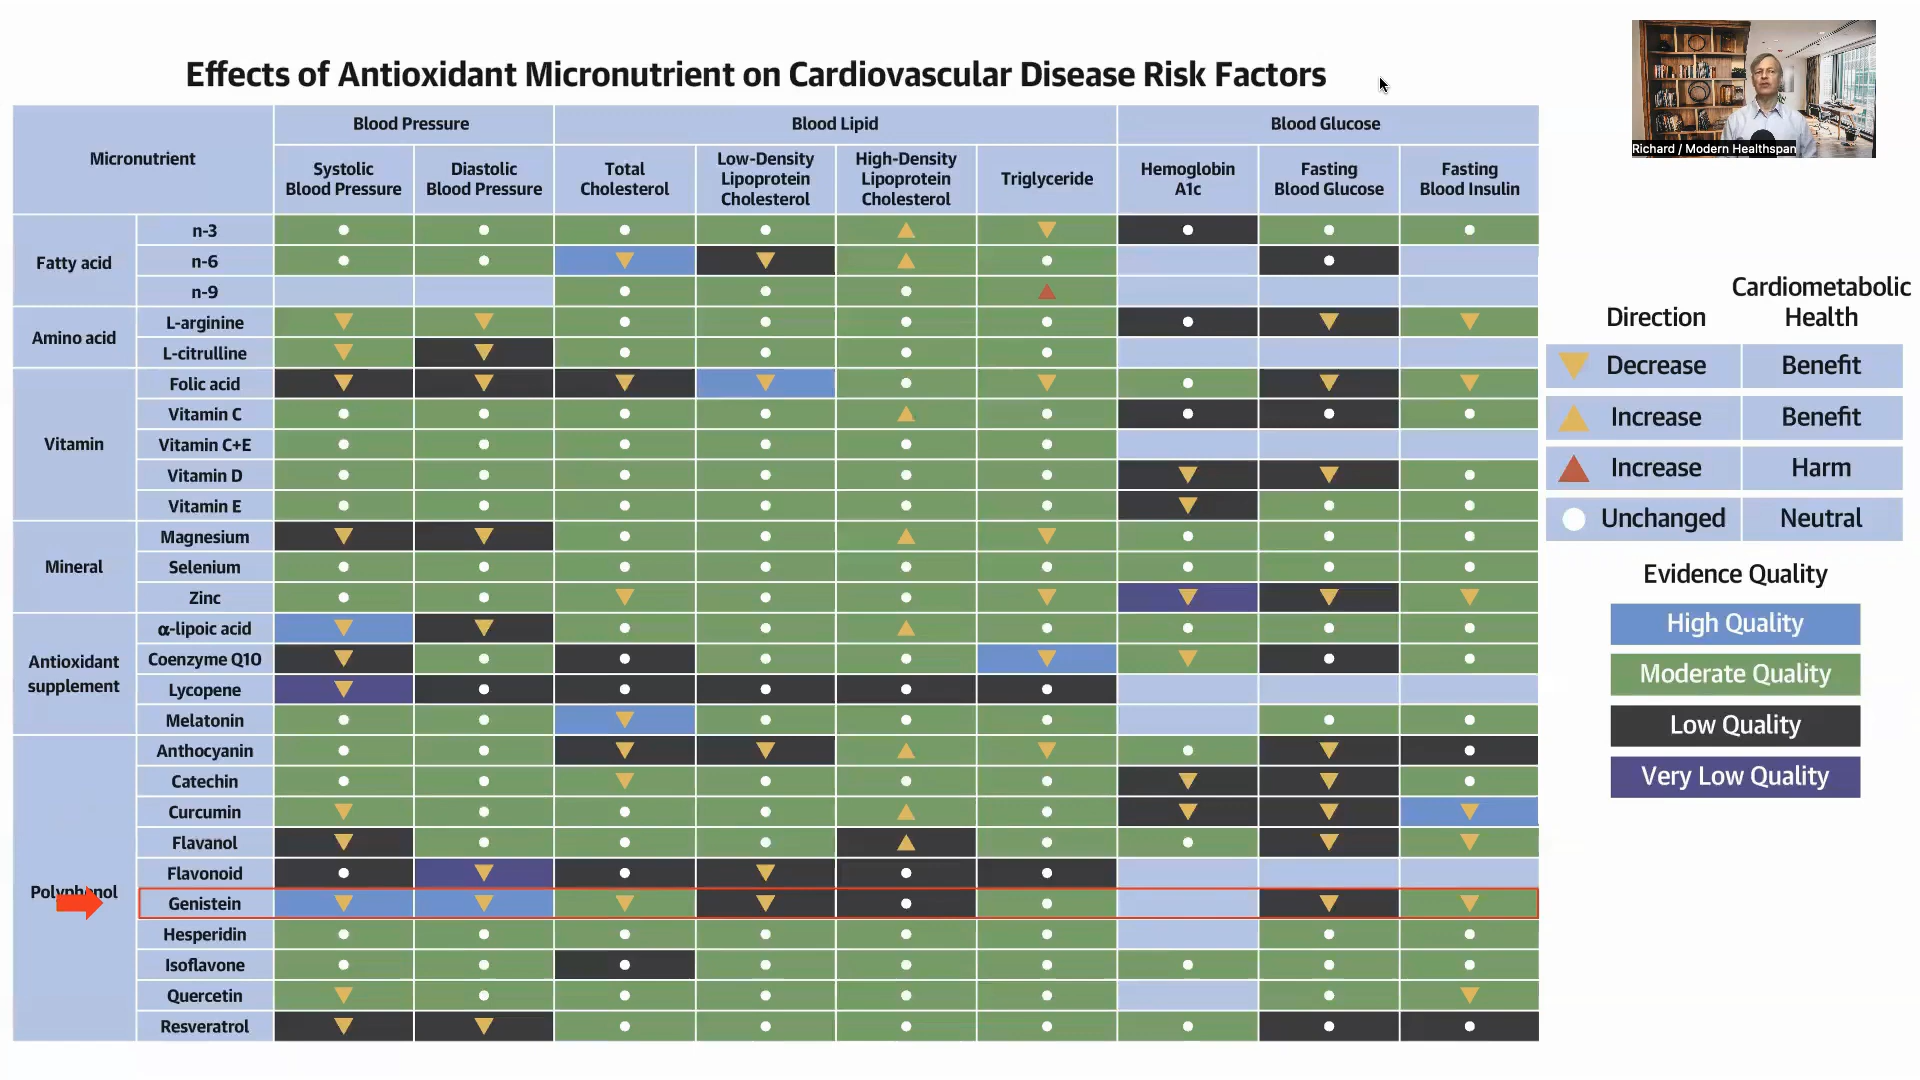 Effects of Antioxidant Micronutrient on Cardiovascular Disease Risk Factors
Richard / Modern Healthspan
Micronutrient
Blood Pressure
Blood Lipid
Blood Glucose
Systolic
Blood Pressure
Diastolic
Blood Pressure
Total
Cholesterol
Low-Density
Lipoprotein
Cholesterol
High-Density
Lipoprotein
Cholesterol
Triglyceride
Hemoglobin
A1c
Fasting
Blood Glucose
Fasting
Blood Insulin
Fatty acid
n-3
n-6
n-9
Amino acid
L-arginine
L-citrulline
Vitamin
Folic acid
Vitamin C
Vitamin C+E
Vitamin D
Vitamin E
Mineral
Magnesium
Selenium
Zinc
Antioxidant
supplement
α-lipoic acid
Coenzyme Q10
Lycopene
Melatonin
Polyphenol
Anthocyanin
Catechin
Curcumin
Flavanol
Flavonoid
Genistein
Hesperidin
Isoflavone
Quercetin
Resveratrol
Direction
Cardiometabolic
Health
Decrease
Benefit
Increase
Benefit
Increase
Harm
Unchanged
Neutral
Evidence Quality
High Quality
Moderate Quality
Low Quality
Very Low Quality